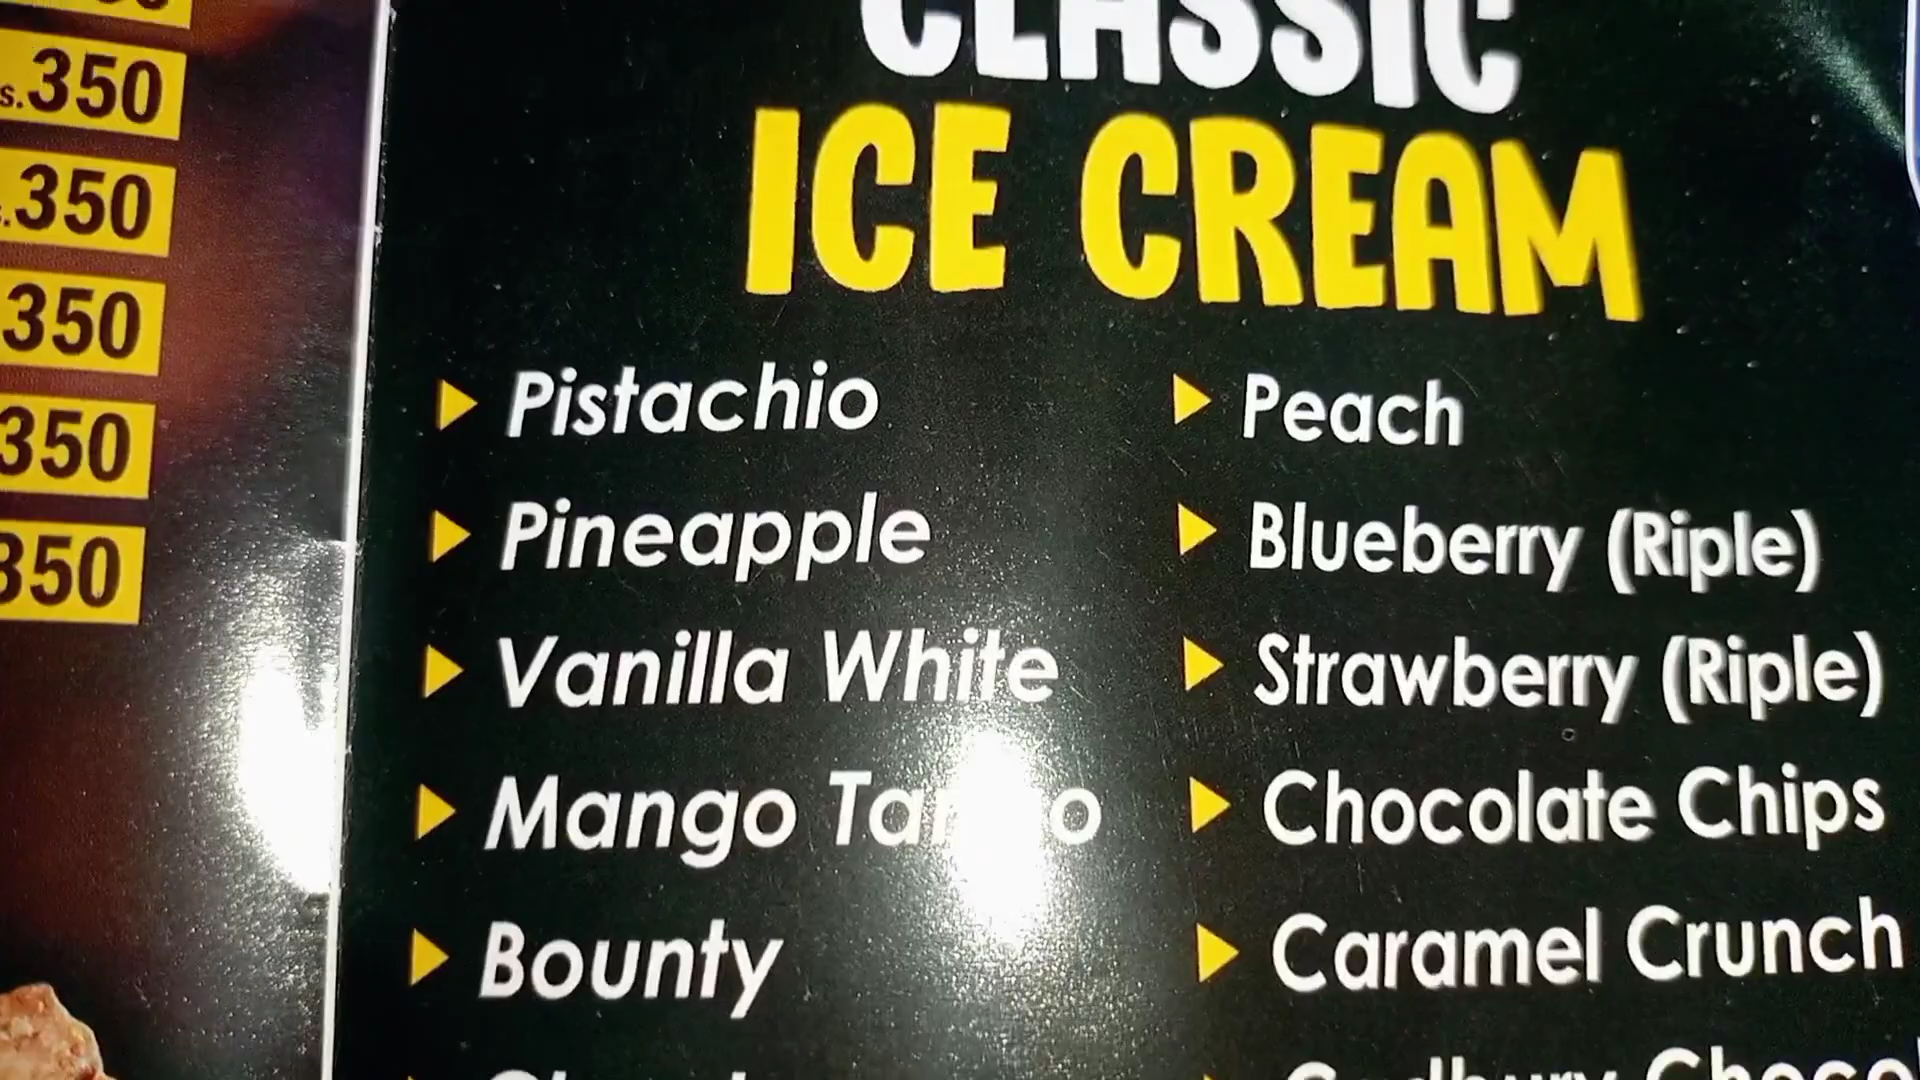 s.350
.350
350
350
350
CLASSIC
ICE CREAM
Pistachio
Pineapple
Vanilla White
Mango
Bounty
Peach
Blueberry (Riple)
Strawberry (Riple)
Chocolate Chips
Caramel Crunch